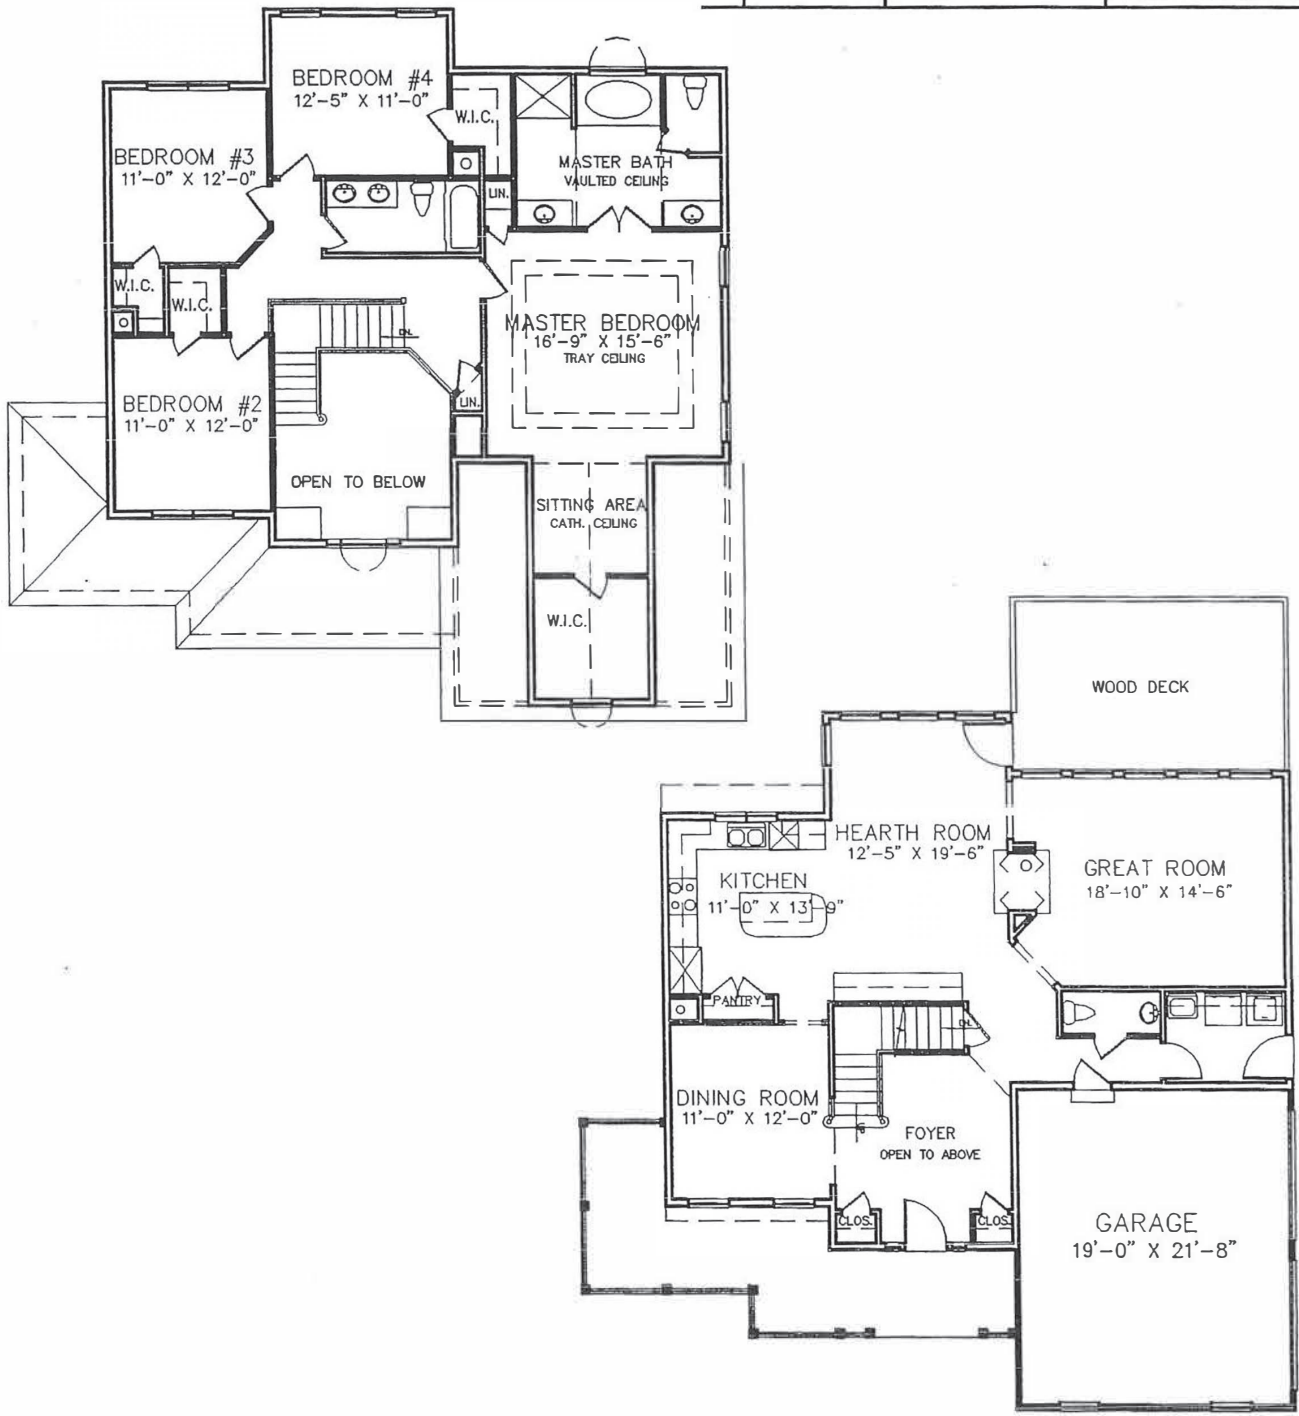 BEDROOM #4
12'-5" X 11'-0"
W.I.C.
BEDROOM #3
11'-0" X 12'-0"
MASTER BATH
VAULTED CEILING
LIN.
W.I.C.
W.I.C.
MASTER BEDROOM
16'-9" X 15'-6"
TRAY CEILING
DN.
LIN.
BEDROOM #2
11'-0" X 12'-0"
OPEN TO BELOW
SITTING AREA
CATH. CEILING
W.I.C.
WOOD DECK
HEARTH ROOM
12'-5" X 19'-6"
GREAT ROOM
18'-10" X 14'-6"
KITCHEN
11'-0" X 13'-9"
PANTRY
DN.
DINING ROOM
11'-0" X 12'-0"
FOYER
OPEN TO ABOVE
CLOS.
CLOS.
GARAGE
19'-0" X 21'-8"